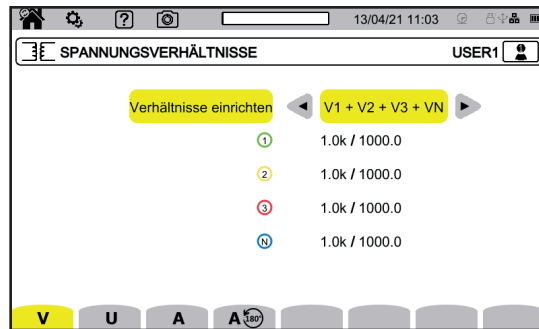 ? 13/04/21 11:03
SPANNUNGSVERHÄLTNISSE USER1
Verhältnisse einrichten V1 + V2 + V3 + VN
1 1.0k / 1000.0
2 1.0k / 1000.0
3 1.0k / 1000.0
N 1.0k / 1000.0
V U A A 180°